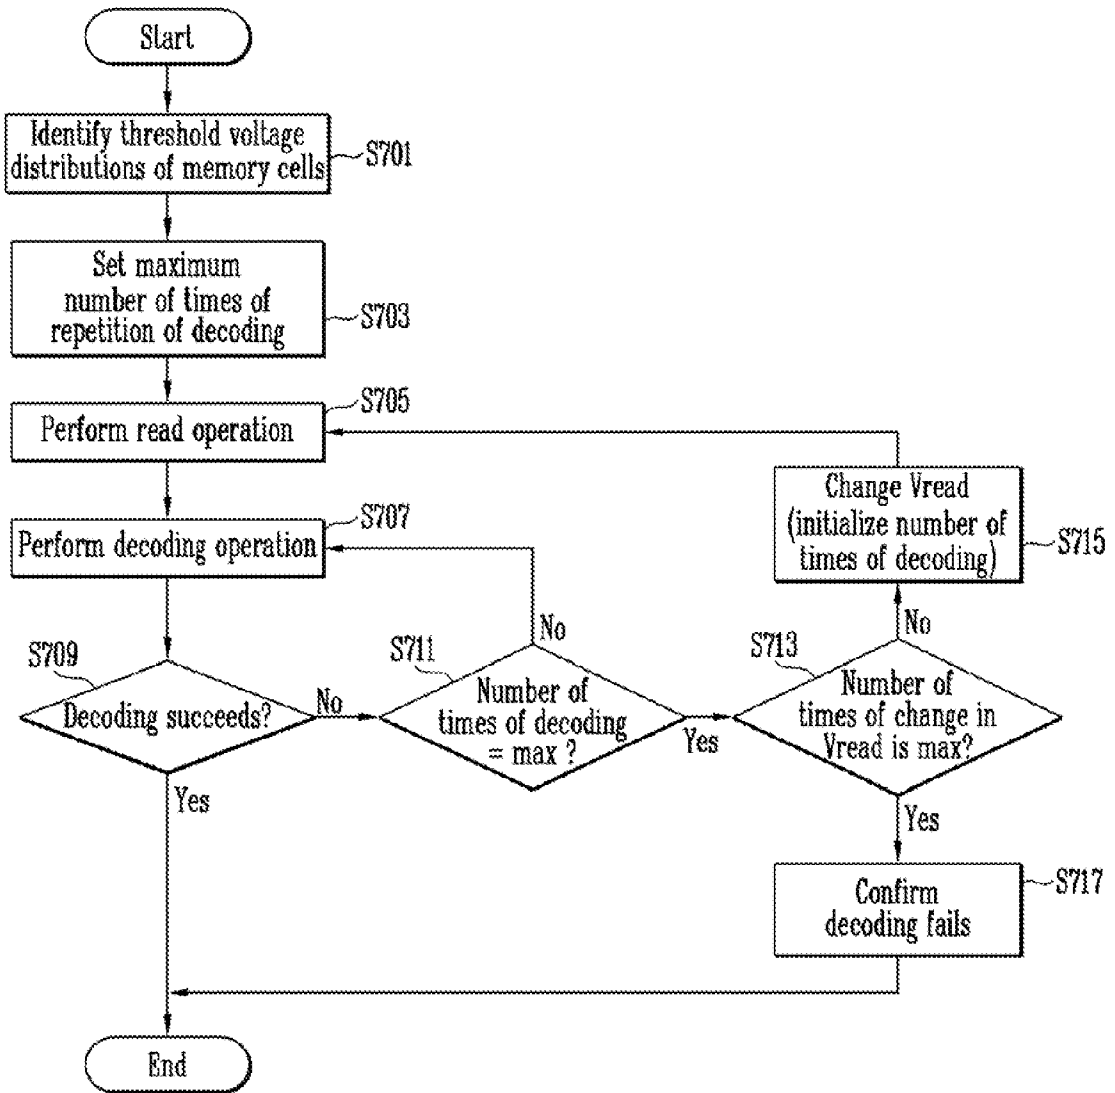 Start
Identify threshold voltage
distributions of memory cells
S701
Set maximum
number of times of
repetition of decoding
S703
S705
Perform read operation
S707
Perform decoding operation
Change Vread
(initialize number of
times of decoding)
S715
No
No
S709
S711
S713
Decoding succeeds?
No
Number of
times of decoding
= max ?
Yes
Number of
times of change in
Vread is max?
Yes
Yes
Confirm
decoding fails
S717
End